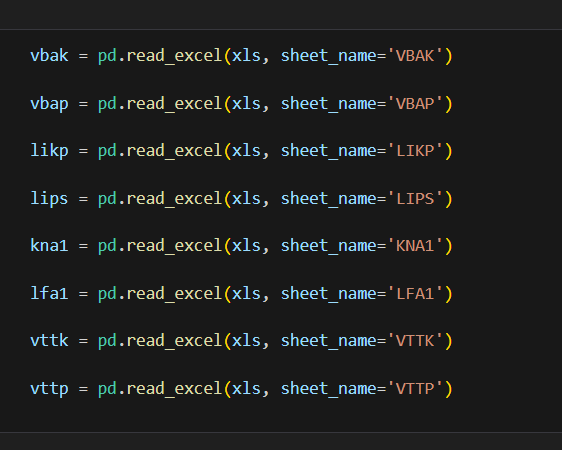 vbak = pd.read_excel(xls, sheet_name='VBAK')
vbap = pd.read_excel(xls, sheet_name='VBAP')
likp = pd.read_excel(xls, sheet_name='LIKP')
lips = pd.read_excel(xls, sheet_name='LIPS')
kna1 = pd.read_excel(xls, sheet_name='KNA1')
lfa1 = pd.read_excel(xls, sheet_name='LFA1')
vttk = pd.read_excel(xls, sheet_name='VTTK')
vttp = pd.read_excel(xls, sheet_name='VTTP')